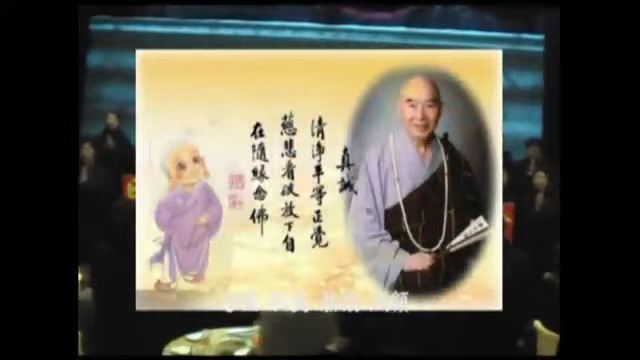 真誠
清淨平等正覺
慈悲看破放下自
在隨緣念佛